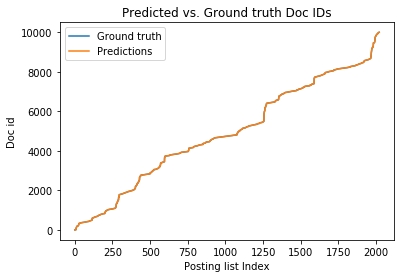 Predicted vs. Ground truth Doc IDs
Ground truth
Predictions
10000
8000
6000
4000
2000
0
Doc id
0 250 500 750 1000 1250 1500 1750 2000
Posting list Index